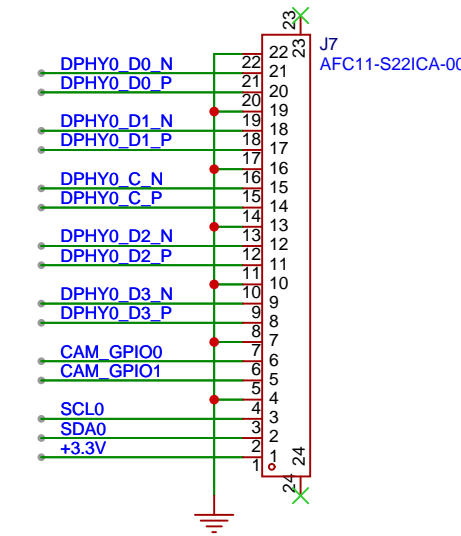 23
23
J7
AFC11-S22ICA-00
22
22
DPHY0_D0_N
21
21
DPHY0_D0_P
20
20
19
19
DPHY0_D1_N
18
18
DPHY0_D1_P
17
17
16
16
DPHY0_C_N
15
15
DPHY0_C_P
14
14
13
13
DPHY0_D2_N
12
12
DPHY0_D2_P
11
11
10
10
DPHY0_D3_N
9
9
DPHY0_D3_P
8
8
7
7
CAM_GPIO0
6
6
CAM_GPIO1
5
5
4
4
SCL0
3
3
SDA0
2
2
+3.3V
1
1
24
24